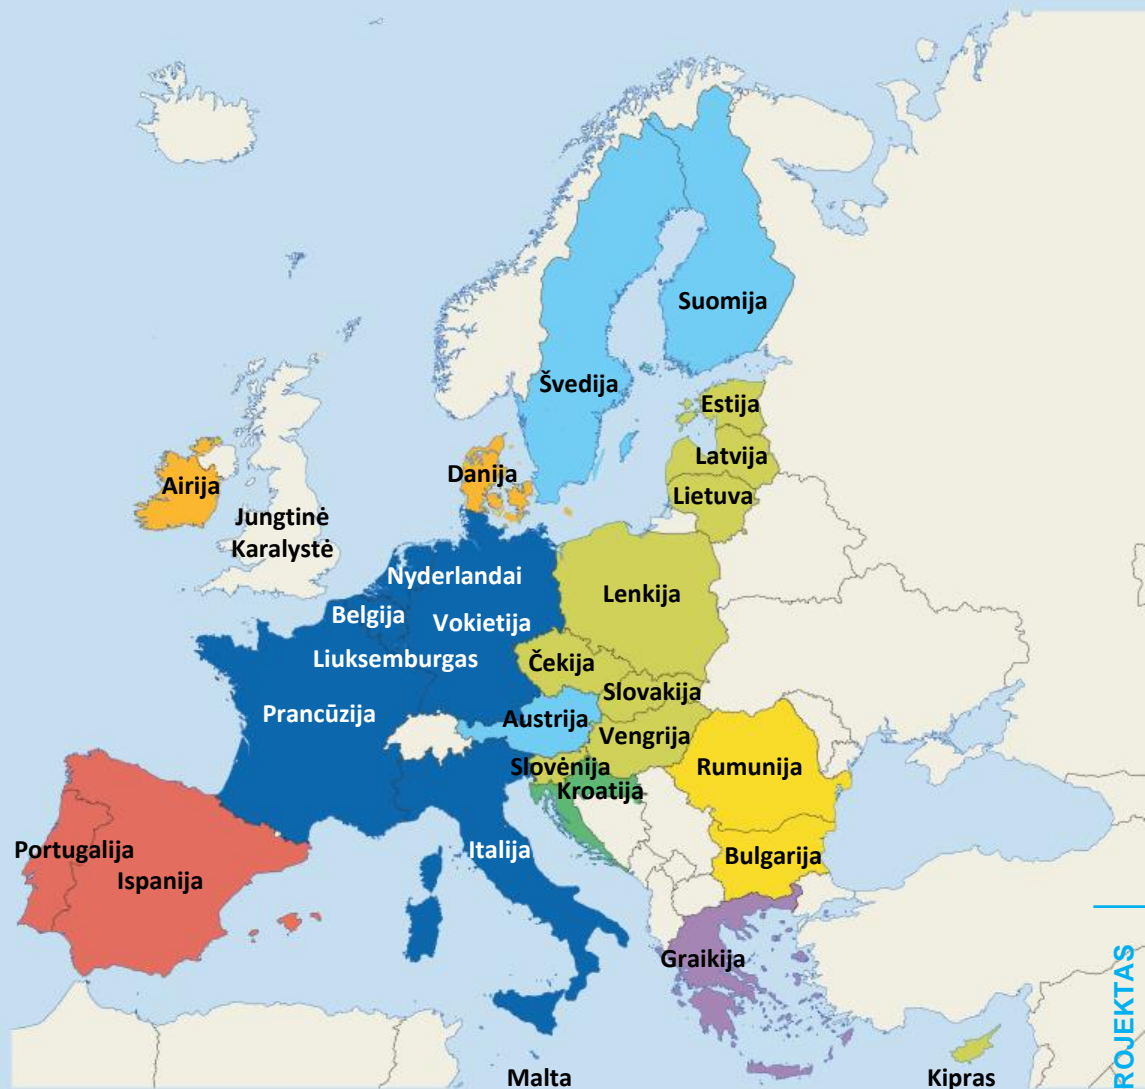 Suomija
Švedija
Estija
Latvija
Lietuva
Danija
Airija
Jungtinė
Karalystė
Nyderlandai
Lenkija
Belgija
Vokietija
Liuksemburgas
Čekija
Slovakija
Prancūzija
Austrija
Vengrija
Slovėnija
Rumunija
Kroatija
Portugalija
Italija
Bulgarija
Ispanija
Graikija
Malta
Kipras
ROJEKTAS